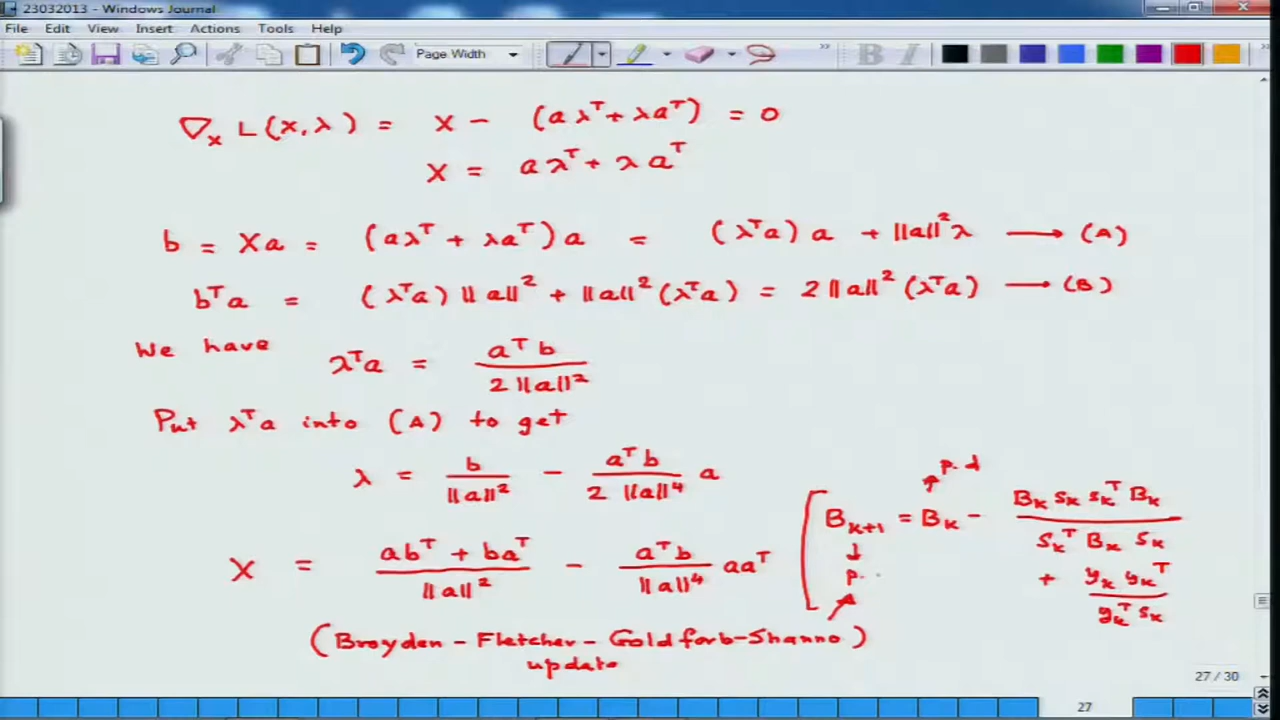 23032013 - Windows Journal
File Edit View Insert Actions Tools Help
Page Width
∇ₓ L(x, λ) = X - (aλᵀ + λaᵀ) = 0
X = aλᵀ + λaᵀ
b = Xa = (aλᵀ + λaᵀ)a = (λᵀa)a + ||a||²λ → (A)
bᵀa = (λᵀa)||a||² + ||a||²(λᵀa) = 2||a||²(λᵀa) → (B)
We have λᵀa = aᵀb / 2||a||²
Put λᵀa into (A) to get
λ = b / ||a||² - aᵀb / 2||a||⁴ a
X = abᵀ + baᵀ / ||a||² - aᵀb / ||a||⁴ aaᵀ
p.d
Bₖ₊₁ = Bₖ - Bₖ sₖ sₖᵀ Bₖ / sₖᵀ Bₖ sₖ
+ yₖ yₖᵀ / yₖᵀ sₖ
↓
p.
(Broyden - Fletcher - Goldfarb-Shanno)
update
27 / 30
27